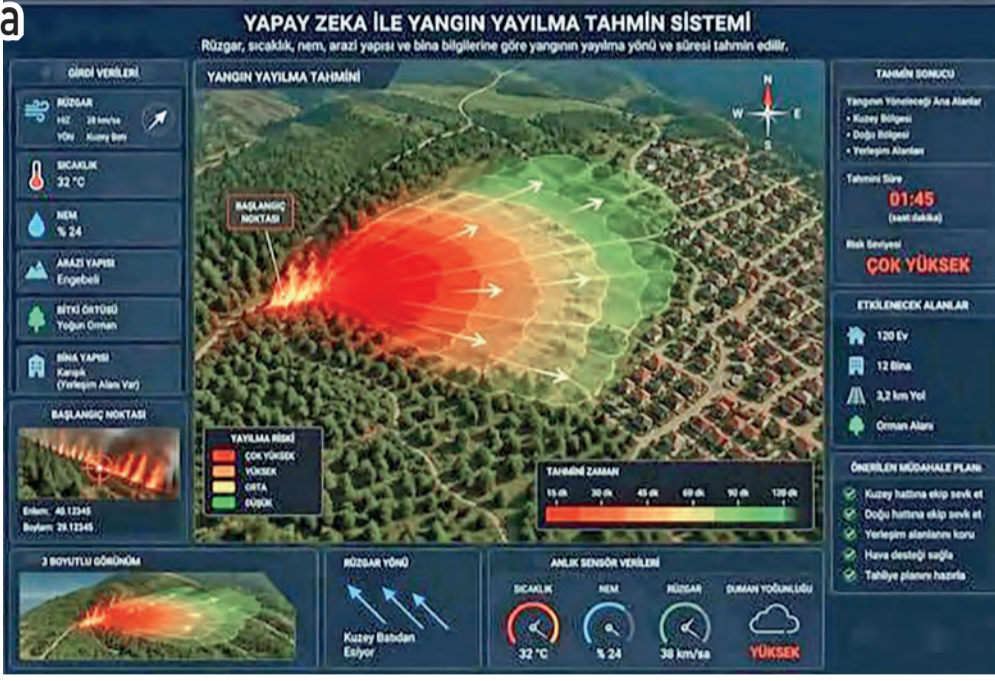 a
YAPAY ZEKA İLE YANGIN YAYILMA TAHMİN SİSTEMİ
Rüzgar, sıcaklık, nem, arazi yapısı ve bina bilgilerine göre yangının yayılma yönü ve süresi tahmin edilir.
GİRDİ VERİLERİ
RÜZGAR
HIZ 38 km/sa
YÖN Kuzey Batı
SICAKLIK
32 °C
NEM
% 24
ARAZİ YAPISI
Engebeli
BİTKİ ÖRTÜSÜ
Yoğun Orman
BİNA YAPISI
Karışık
(Yerleşim Alanı Var)
BAŞLANGIÇ NOKTASI
Enlem: 40.12345
Boylam: 29.12345
YANGIN YAYILMA TAHMİNİ
N
W E
S
BAŞLANGIÇ
NOKTASI
YAYILMA RİSKİ
ÇOK YÜKSEK
YÜKSEK
ORTA
DÜŞÜK
TAHMİNİ ZAMAN
15 dk 30 dk 45 dk 60 dk 90 dk 120 dk
TAHMİN SONUCU
Yangının Yöneleceği Ana Alanlar
• Kuzey Bölgesi
• Doğu Bölgesi
• Yerleşim Alanları
Tahmini Süre
01:45
(saat:dakika)
Risk Seviyesi
ÇOK YÜKSEK
ETKİLENECEK ALANLAR
120 Ev
12 Bina
3,2 km Yol
Orman Alanı
ÖNERİLEN MÜDAHALE PLANI
Kuzey hattına ekip sevk et
Doğu hattına ekip sevk et
Yerleşim alanlarını koru
Hava desteği sağla
Tahliye planını hazırla
3 BOYUTLU GÖRÜNÜM
RÜZGAR YÖNÜ
Kuzey Batıdan
Esiyor
ANLIK SENSÖR VERİLERİ
SICAKLIK NEM RÜZGAR DUMAN YOĞUNLUĞU
32 °C % 24 38 km/sa YÜKSEK